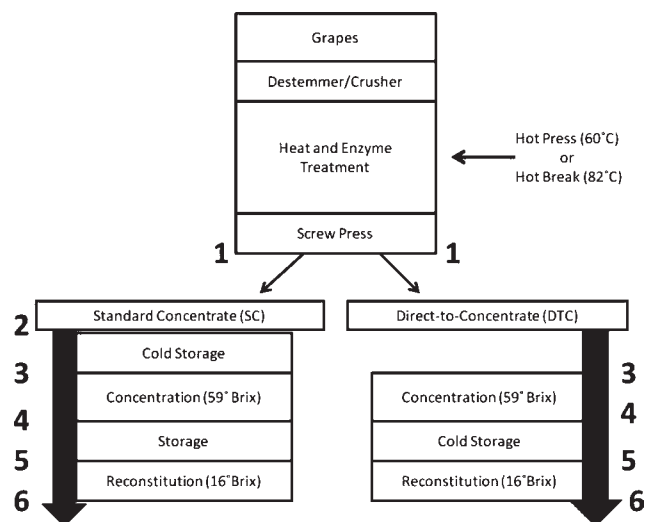 Grapes
Destemmer/Crusher
Heat and Enzyme
Treatment
Hot Press (60˚C)
or
Hot Break (82˚C)
Screw Press
1
1
Standard Concentrate (SC)
Direct-to-Concentrate (DTC)
2
Cold Storage
3
3
Concentration (59˚ Brix)
Concentration (59˚ Brix)
4
4
Storage
Cold Storage
5
5
Reconstitution (16˚Brix)
Reconstitution (16˚Brix)
6
6